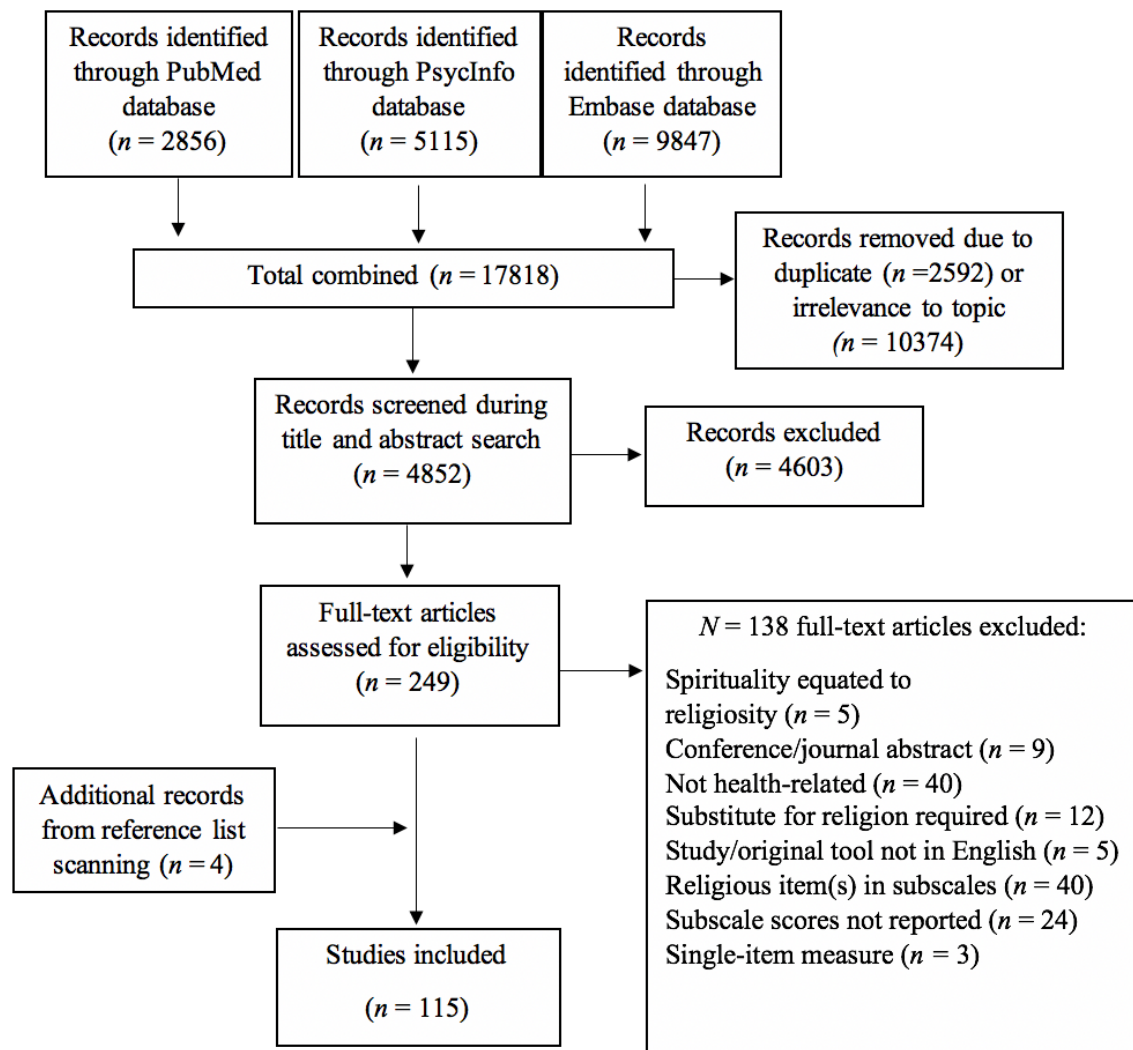 Records identified
through PubMed
database
(n = 2856)
Records identified
through PsycInfo
database
(n = 5115)
Records
identified through
Embase database
(n = 9847)
Total combined (n = 17818)
Records removed due to
duplicate (n =2592) or
irrelevance to topic
(n = 10374)
Records screened during
title and abstract search
(n = 4852)
Records excluded
(n = 4603)
Full-text articles
assessed for eligibility
(n = 249)
N = 138 full-text articles excluded:
Spirituality equated to
religiosity (n = 5)
Conference/journal abstract (n = 9)
Not health-related (n = 40)
Substitute for religion required (n = 12)
Study/original tool not in English (n = 5)
Religious item(s) in subscales (n = 40)
Subscale scores not reported (n = 24)
Single-item measure (n = 3)
Additional records
from reference list
scanning (n = 4)
Studies included
(n = 115)